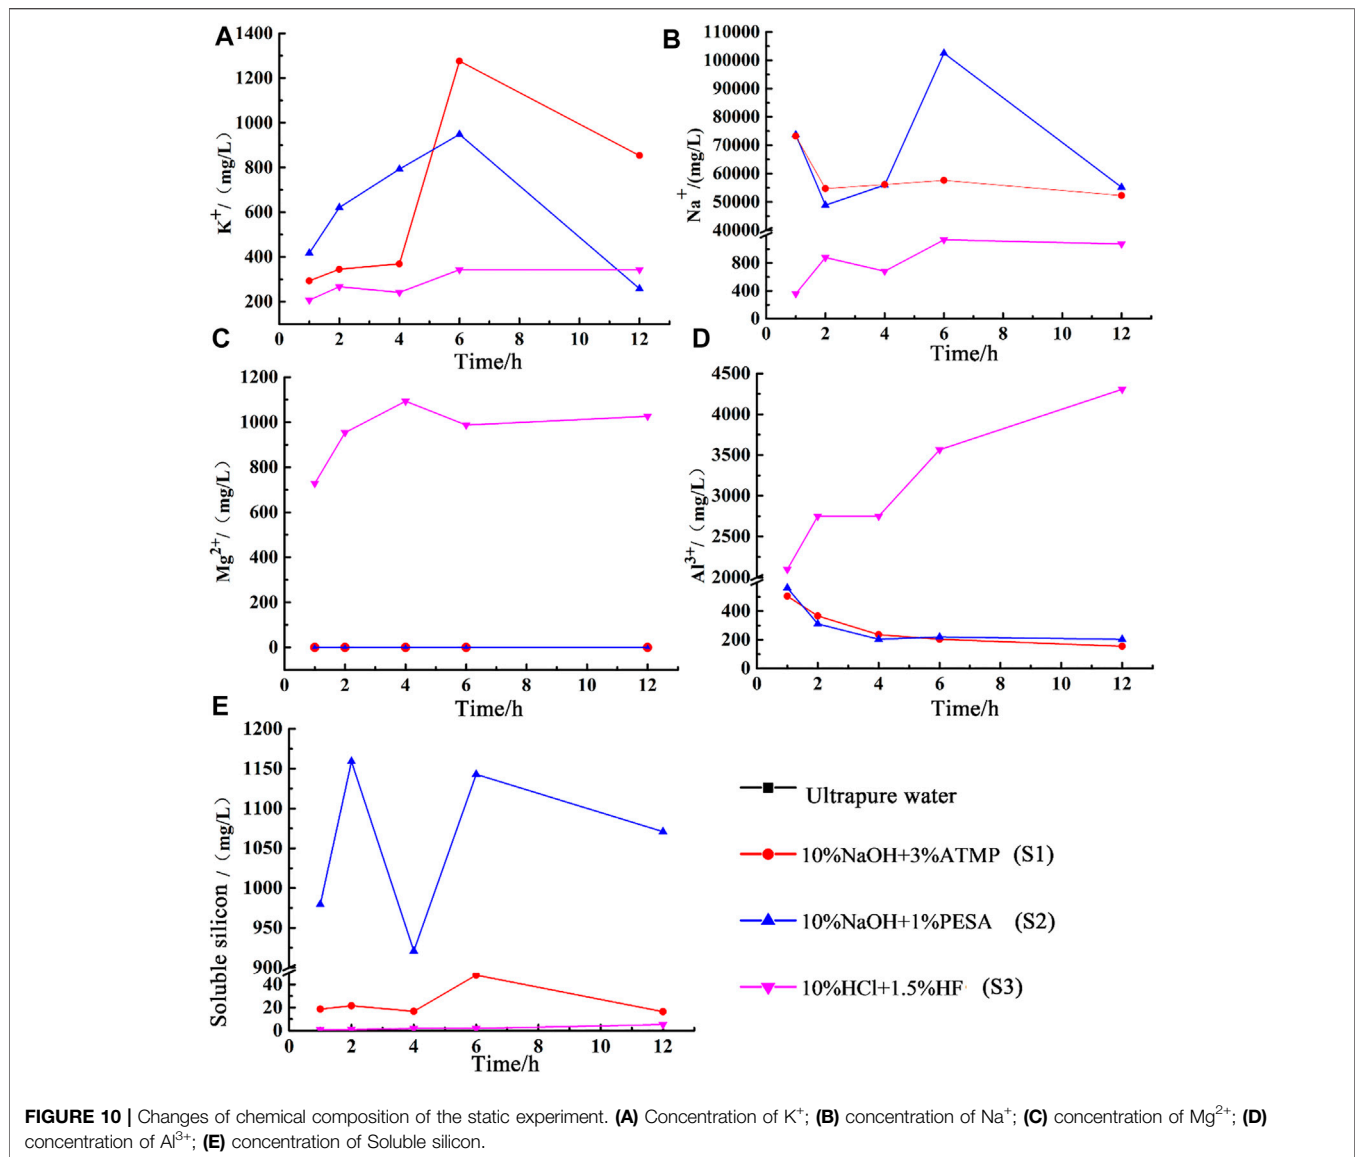 A
1400
1200
1000
800
600
400
200
K+/（mg/L）
0 2 4 6 8 10 12
Time/h
B
110000
100000
90000
80000
70000
60000
50000
40000
800
400
0
Na+/(mg/L)
0 2 4 6 8 10 12
Time/h
C
1200
1000
800
600
400
200
0
Mg2+/（mg/L）
0 2 4 6 8 10 12
Time/h
D
4500
4000
3500
3000
2500
2000
400
200
0
Al3+/（mg/L）
0 2 4 6 8 10 12
Time/h
E
1200
1150
1100
1050
1000
950
900
40
20
0
Soluble silicon /（mg/L）
0 2 4 6 8 10 12
Time/h
Ultrapure water
10%NaOH+3%ATMP (S1)
10%NaOH+1%PESA (S2)
10%HCl+1.5%HF (S3)
FIGURE 10 | Changes of chemical composition of the static experiment. (A) Concentration of K+; (B) concentration of Na+; (C) concentration of Mg2+; (D)
concentration of Al3+; (E) concentration of Soluble silicon.